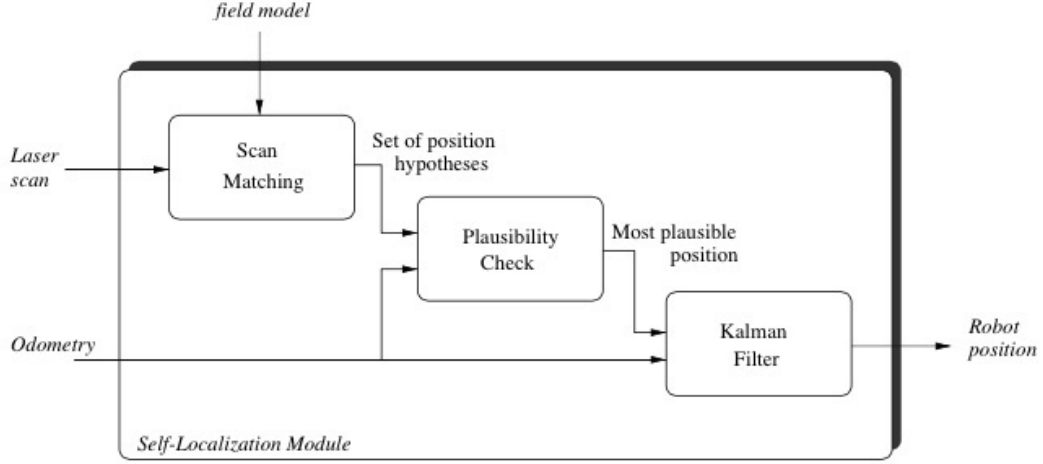 field model
Laser
scan
Scan
Matching
Set of position
hypotheses
Plausibility
Check
Most plausible
position
Odometry
Kalman
Filter
Robot
position
Self-Localization Module